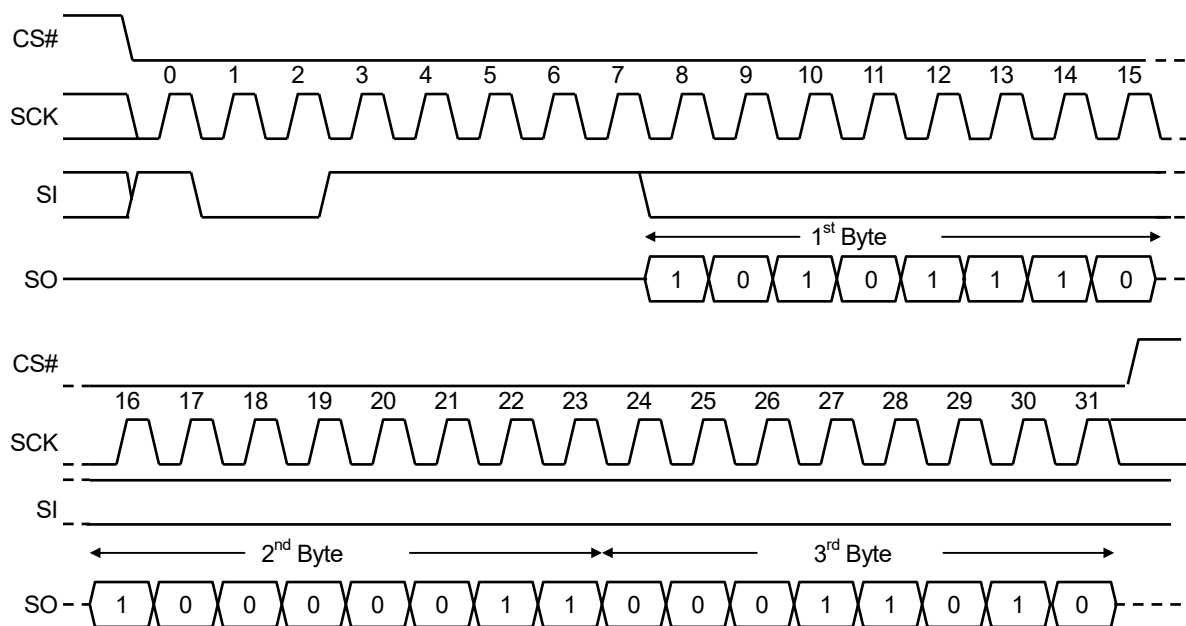 CS#
0 1 2 3 4 5 6 7 8 9 10 11 12 13 14 15
SCK
SI
1st Byte
SO 1 0 1 0 1 1 1 0
CS#
16 17 18 19 20 21 22 23 24 25 26 27 28 29 30 31
SCK
SI
2nd Byte 3rd Byte
SO 1 0 0 0 0 0 1 1 0 0 0 1 1 0 1 0